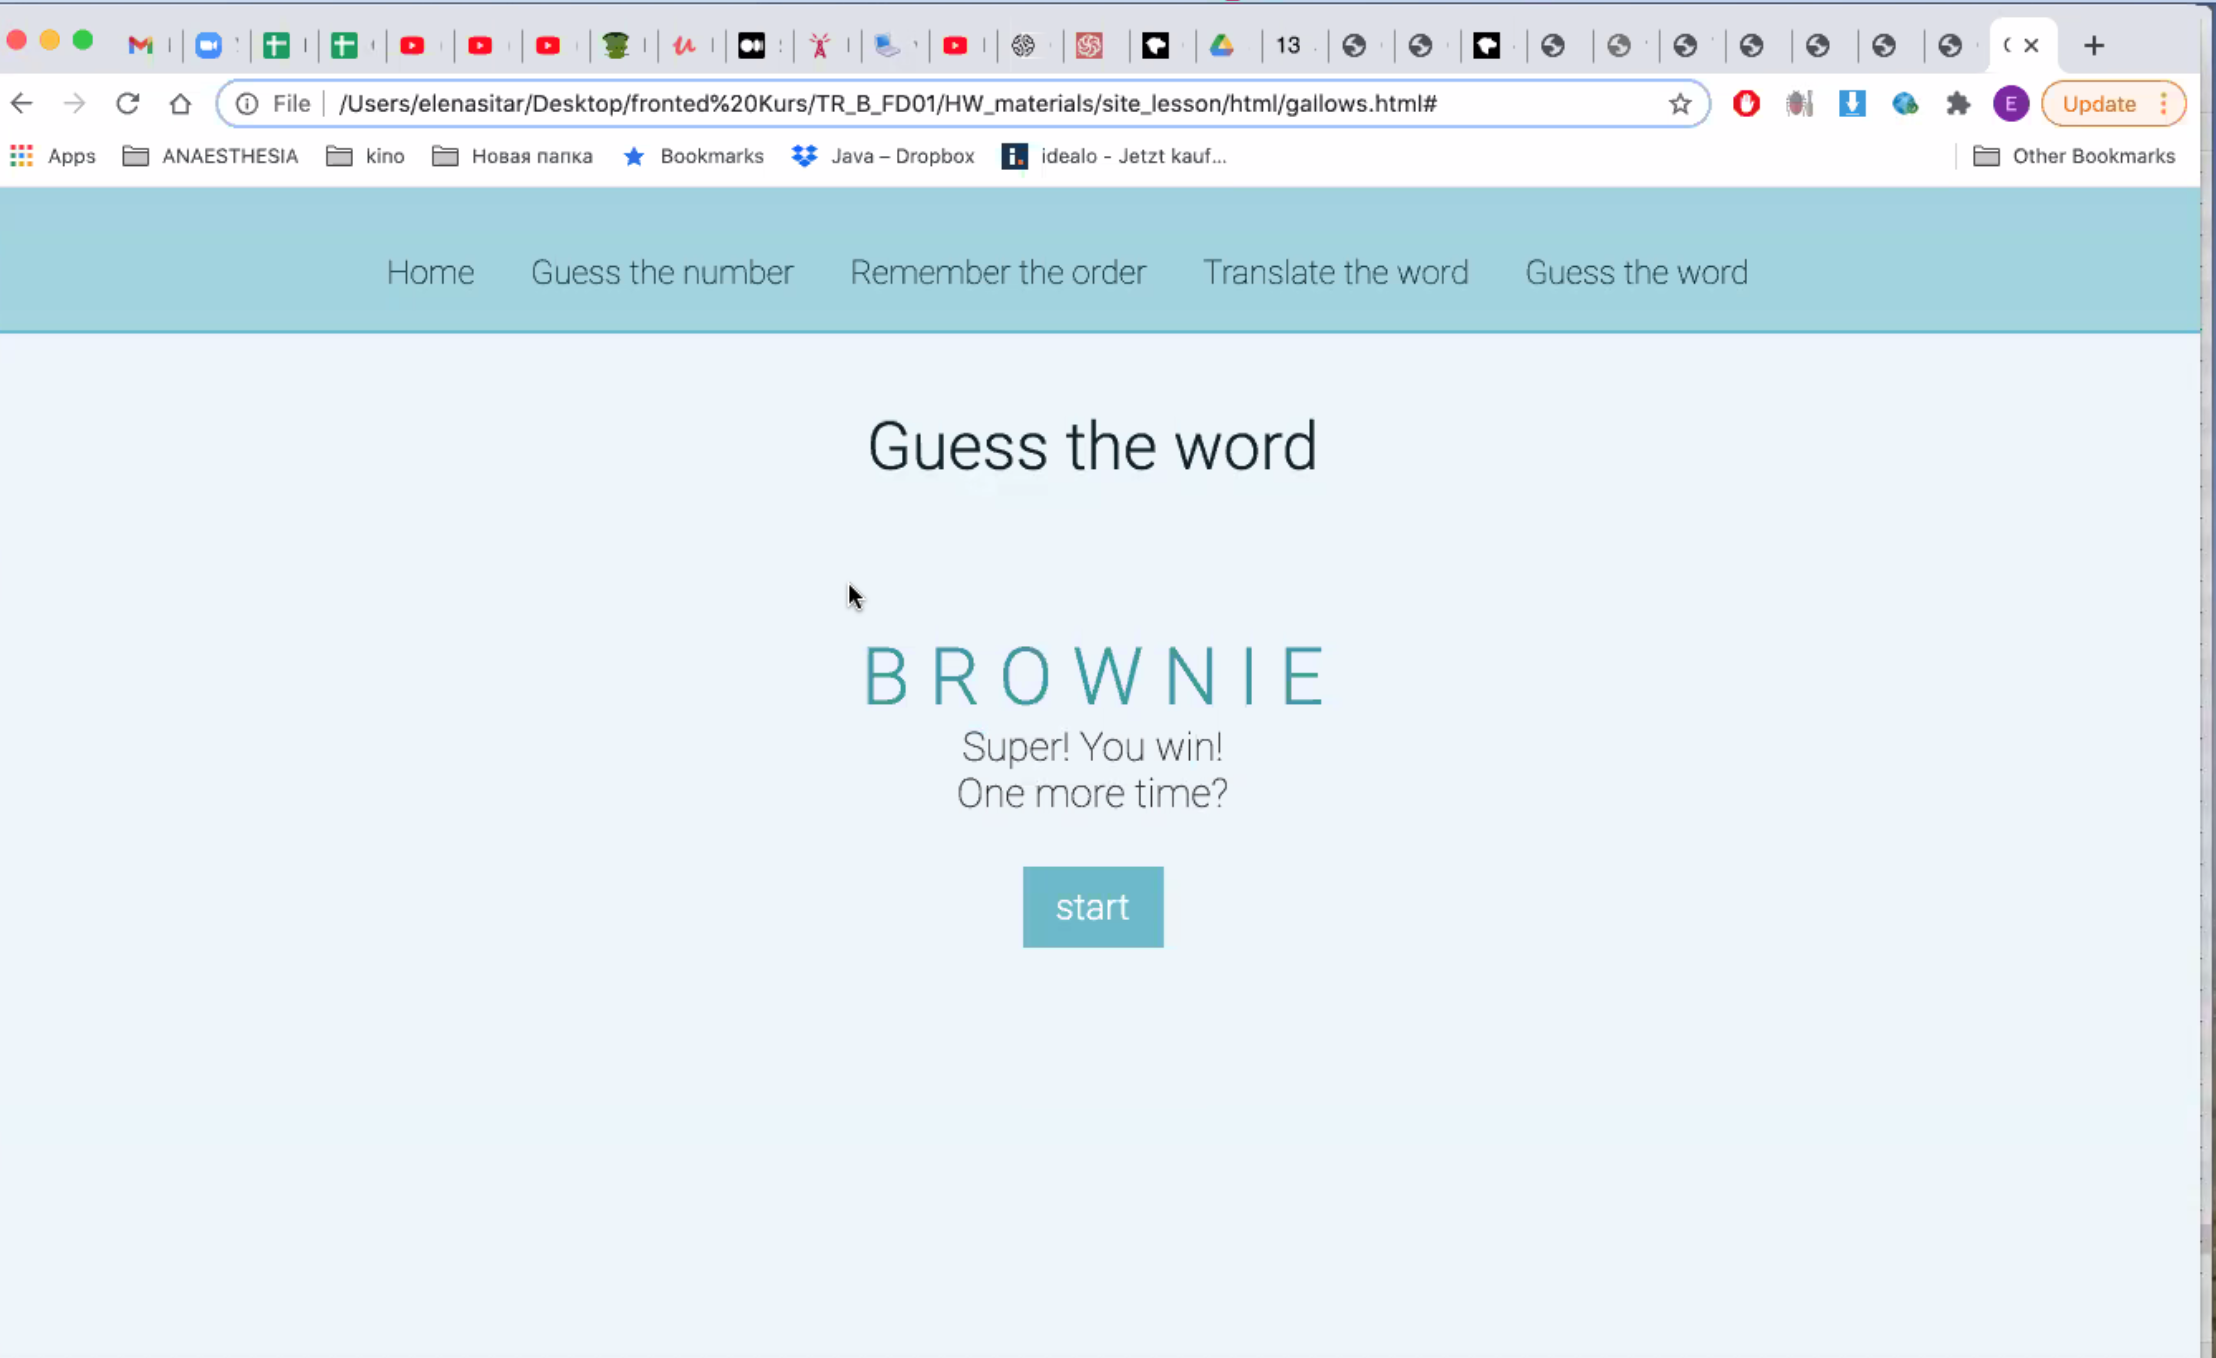 13
File /Users/elenasitar/Desktop/fronted%20Kurs/TR_B_FD01/HW_materials/site_lesson/html/gallows.html# E Update
Apps ANAESTHESIA kino Новая папка Bookmarks Java – Dropbox idealo - Jetzt kauf... Other Bookmarks
Home Guess the number Remember the order Translate the word Guess the word
Guess the word
BROWNIE
Super! You win!
One more time?
start